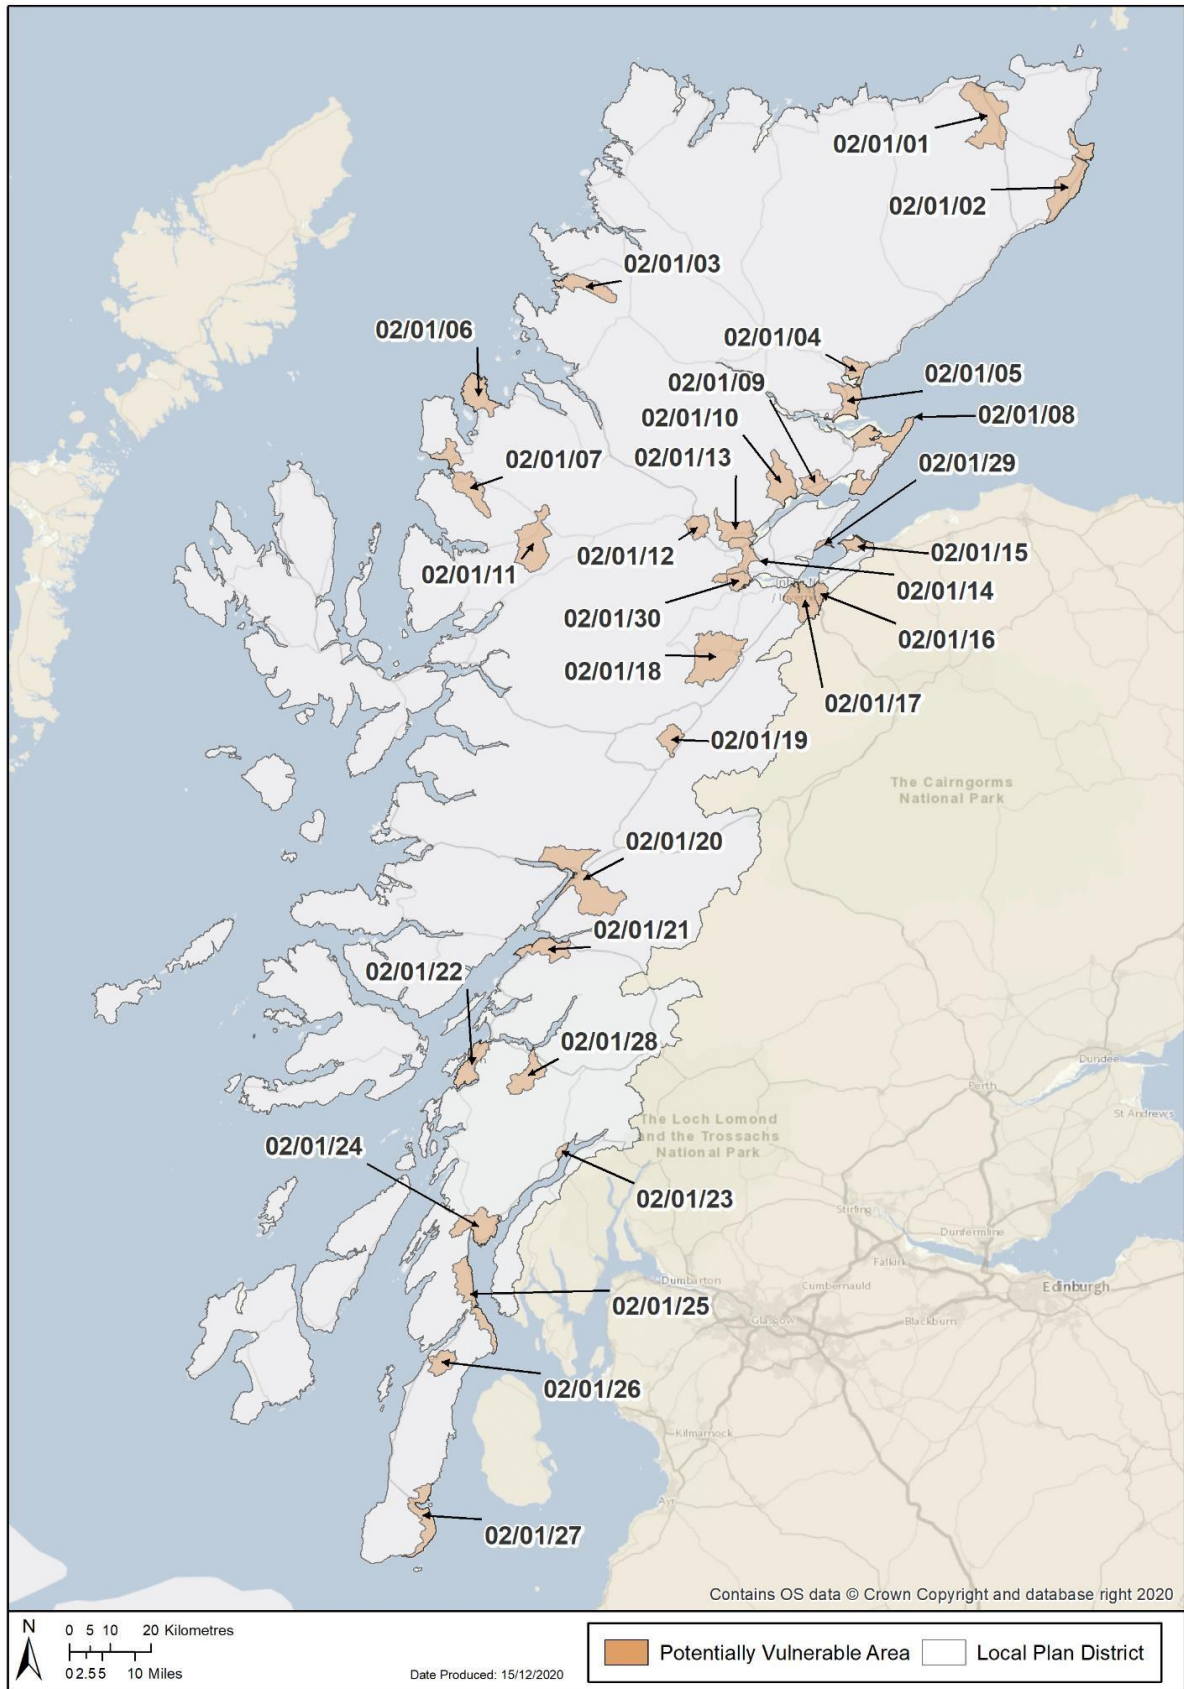 02/01/01
02/01/02
02/01/03
02/01/06
02/01/04
02/01/09
02/01/05
02/01/10
02/01/08
02/01/13
02/01/07
02/01/29
02/01/12
02/01/15
02/01/11
02/01/14
02/01/30
02/01/16
02/01/18
02/01/17
02/01/19
The Cairngorms
National Park
02/01/20
02/01/21
02/01/22
02/01/28
Dundee
Perth
St Andrews
The Loch Lomond
and the Trossachs
National Park
02/01/24
02/01/23
Stirling
Dunfermline
Falkirk
Dumbarton
Cumbernauld
Edinburgh
02/01/25
Glasgow
Blackburn
02/01/26
Kilmarnock
Ayr
02/01/27
Contains OS data © Crown Copyright and database right 2020
N
0 5 10 20 Kilometres
0 2.5 5 10 Miles
Date Produced: 15/12/2020
Potentially Vulnerable Area
Local Plan District